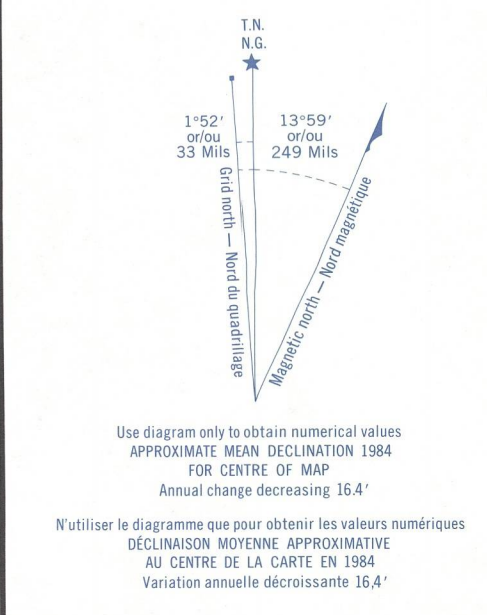 T.N.
N.G.
1°52′
or/ou
33 Mils
13°59′
or/ou
249 Mils
Grid north — Nord du quadrillage
Magnetic north — Nord magnétique
Use diagram only to obtain numerical values
APPROXIMATE MEAN DECLINATION 1984
FOR CENTRE OF MAP
Annual change decreasing 16.4′
N'utiliser le diagramme que pour obtenir les valeurs numériques
DÉCLINAISON MOYENNE APPROXIMATIVE
AU CENTRE DE LA CARTE EN 1984
Variation annuelle décroissante 16,4′